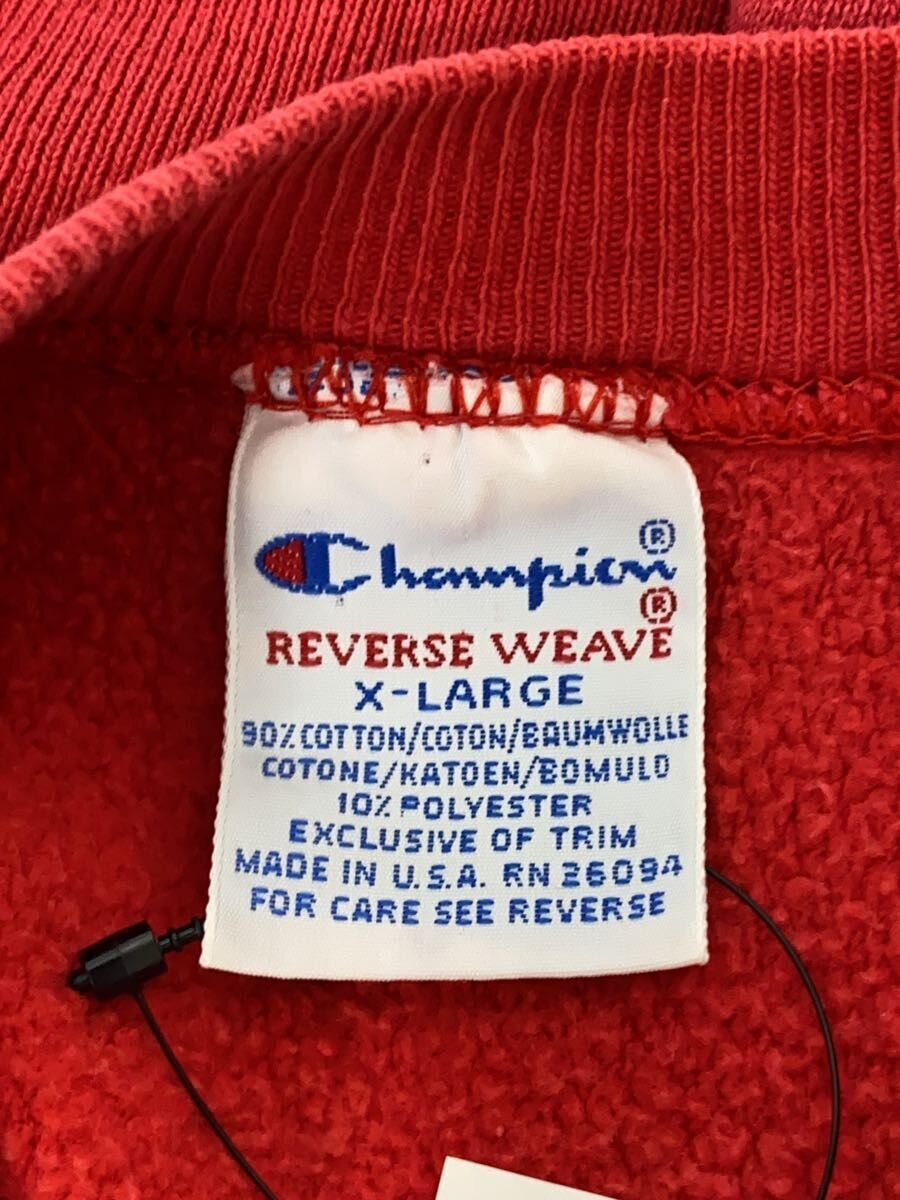 Champion®
REVERSE WEAVE®
X-LARGE
90% COTTON/COTON/BAUMWOLLE
COTONE/KATOEN/BOMULD
10% POLYESTER
EXCLUSIVE OF TRIM
MADE IN U.S.A. RN 26094
FOR CARE SEE REVERSE